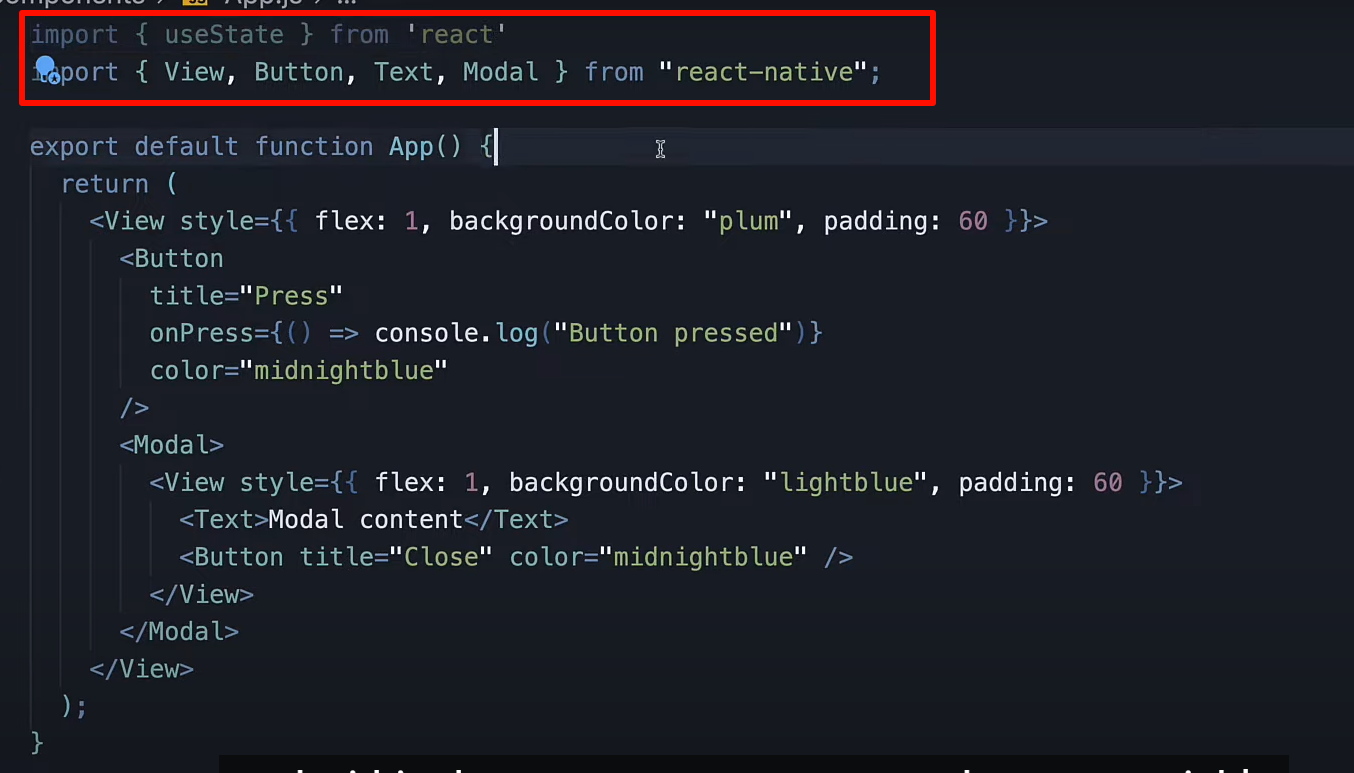 App.js
import { useState } from 'react'
import { View, Button, Text, Modal } from "react-native";
export default function App() {
return (
<View style={{ flex: 1, backgroundColor: "plum", padding: 60 }}>
<Button
title="Press"
onPress={() => console.log("Button pressed")}
color="midnightblue"
/>
<Modal>
<View style={{ flex: 1, backgroundColor: "lightblue", padding: 60 }}>
<Text>Modal content</Text>
<Button title="Close" color="midnightblue" />
</View>
</Modal>
</View>
);
}